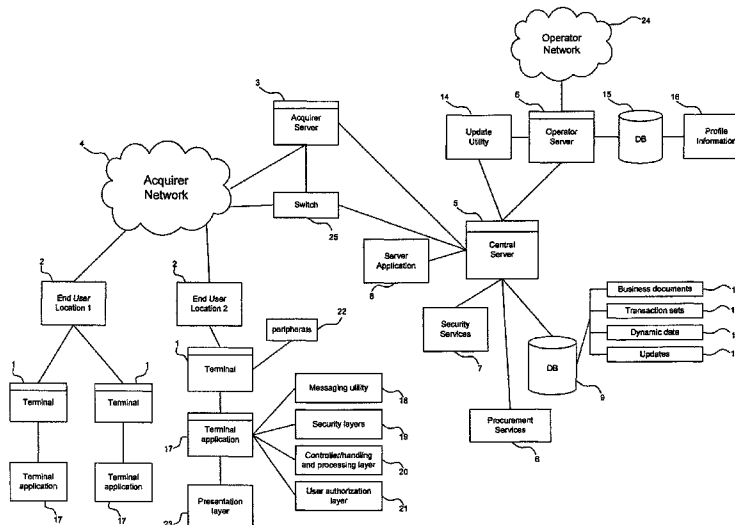 24
Operator
Network
3
14
6
15
16
Acquirer
Server
Update
Utility
Operator
Server
DB
Profile
Information
4
Acquirer
Network
5
Switch
25
Central
Server
Server
Application
8
2
2
End User
Location 1
End User
Location 2
22
peripherals
Security
Services
7
Business documents
Transaction sets
Dynamic data
Updates
DB
9
1
1
1
Terminal
Terminal
Terminal
Messaging utility
18
Procurement
Services
6
Terminal
application
17
Security layers
19
Controller/handling
and processing layer
20
Terminal
application
17
Terminal
application
17
Presentation
layer
23
User authorization
layer
21